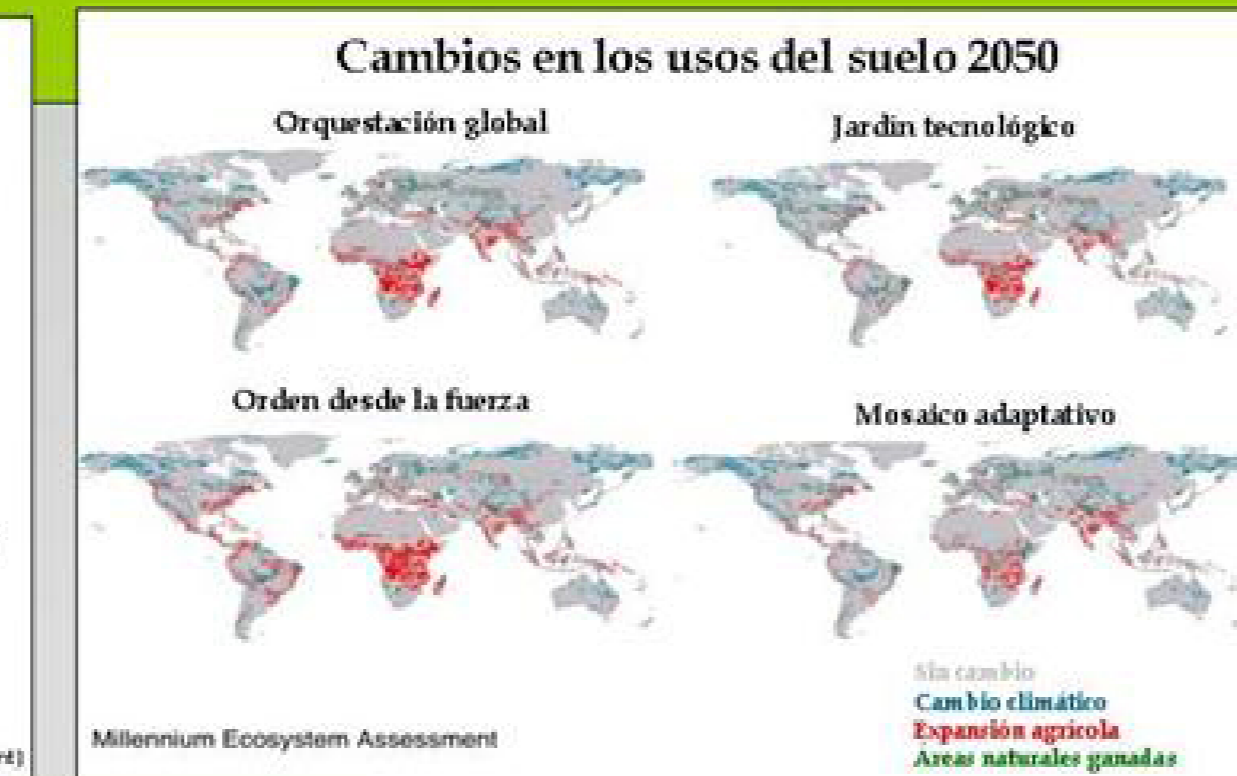 Cambios en los usos del suelo 2050
Orquestación global
Jardín tecnológico
Orden desde la fuerza
Mosaico adaptativo
Sin cambio
Cambio climático
Expansión agrícola
Areas naturales ganadas
Millennium Ecosystem Assessment